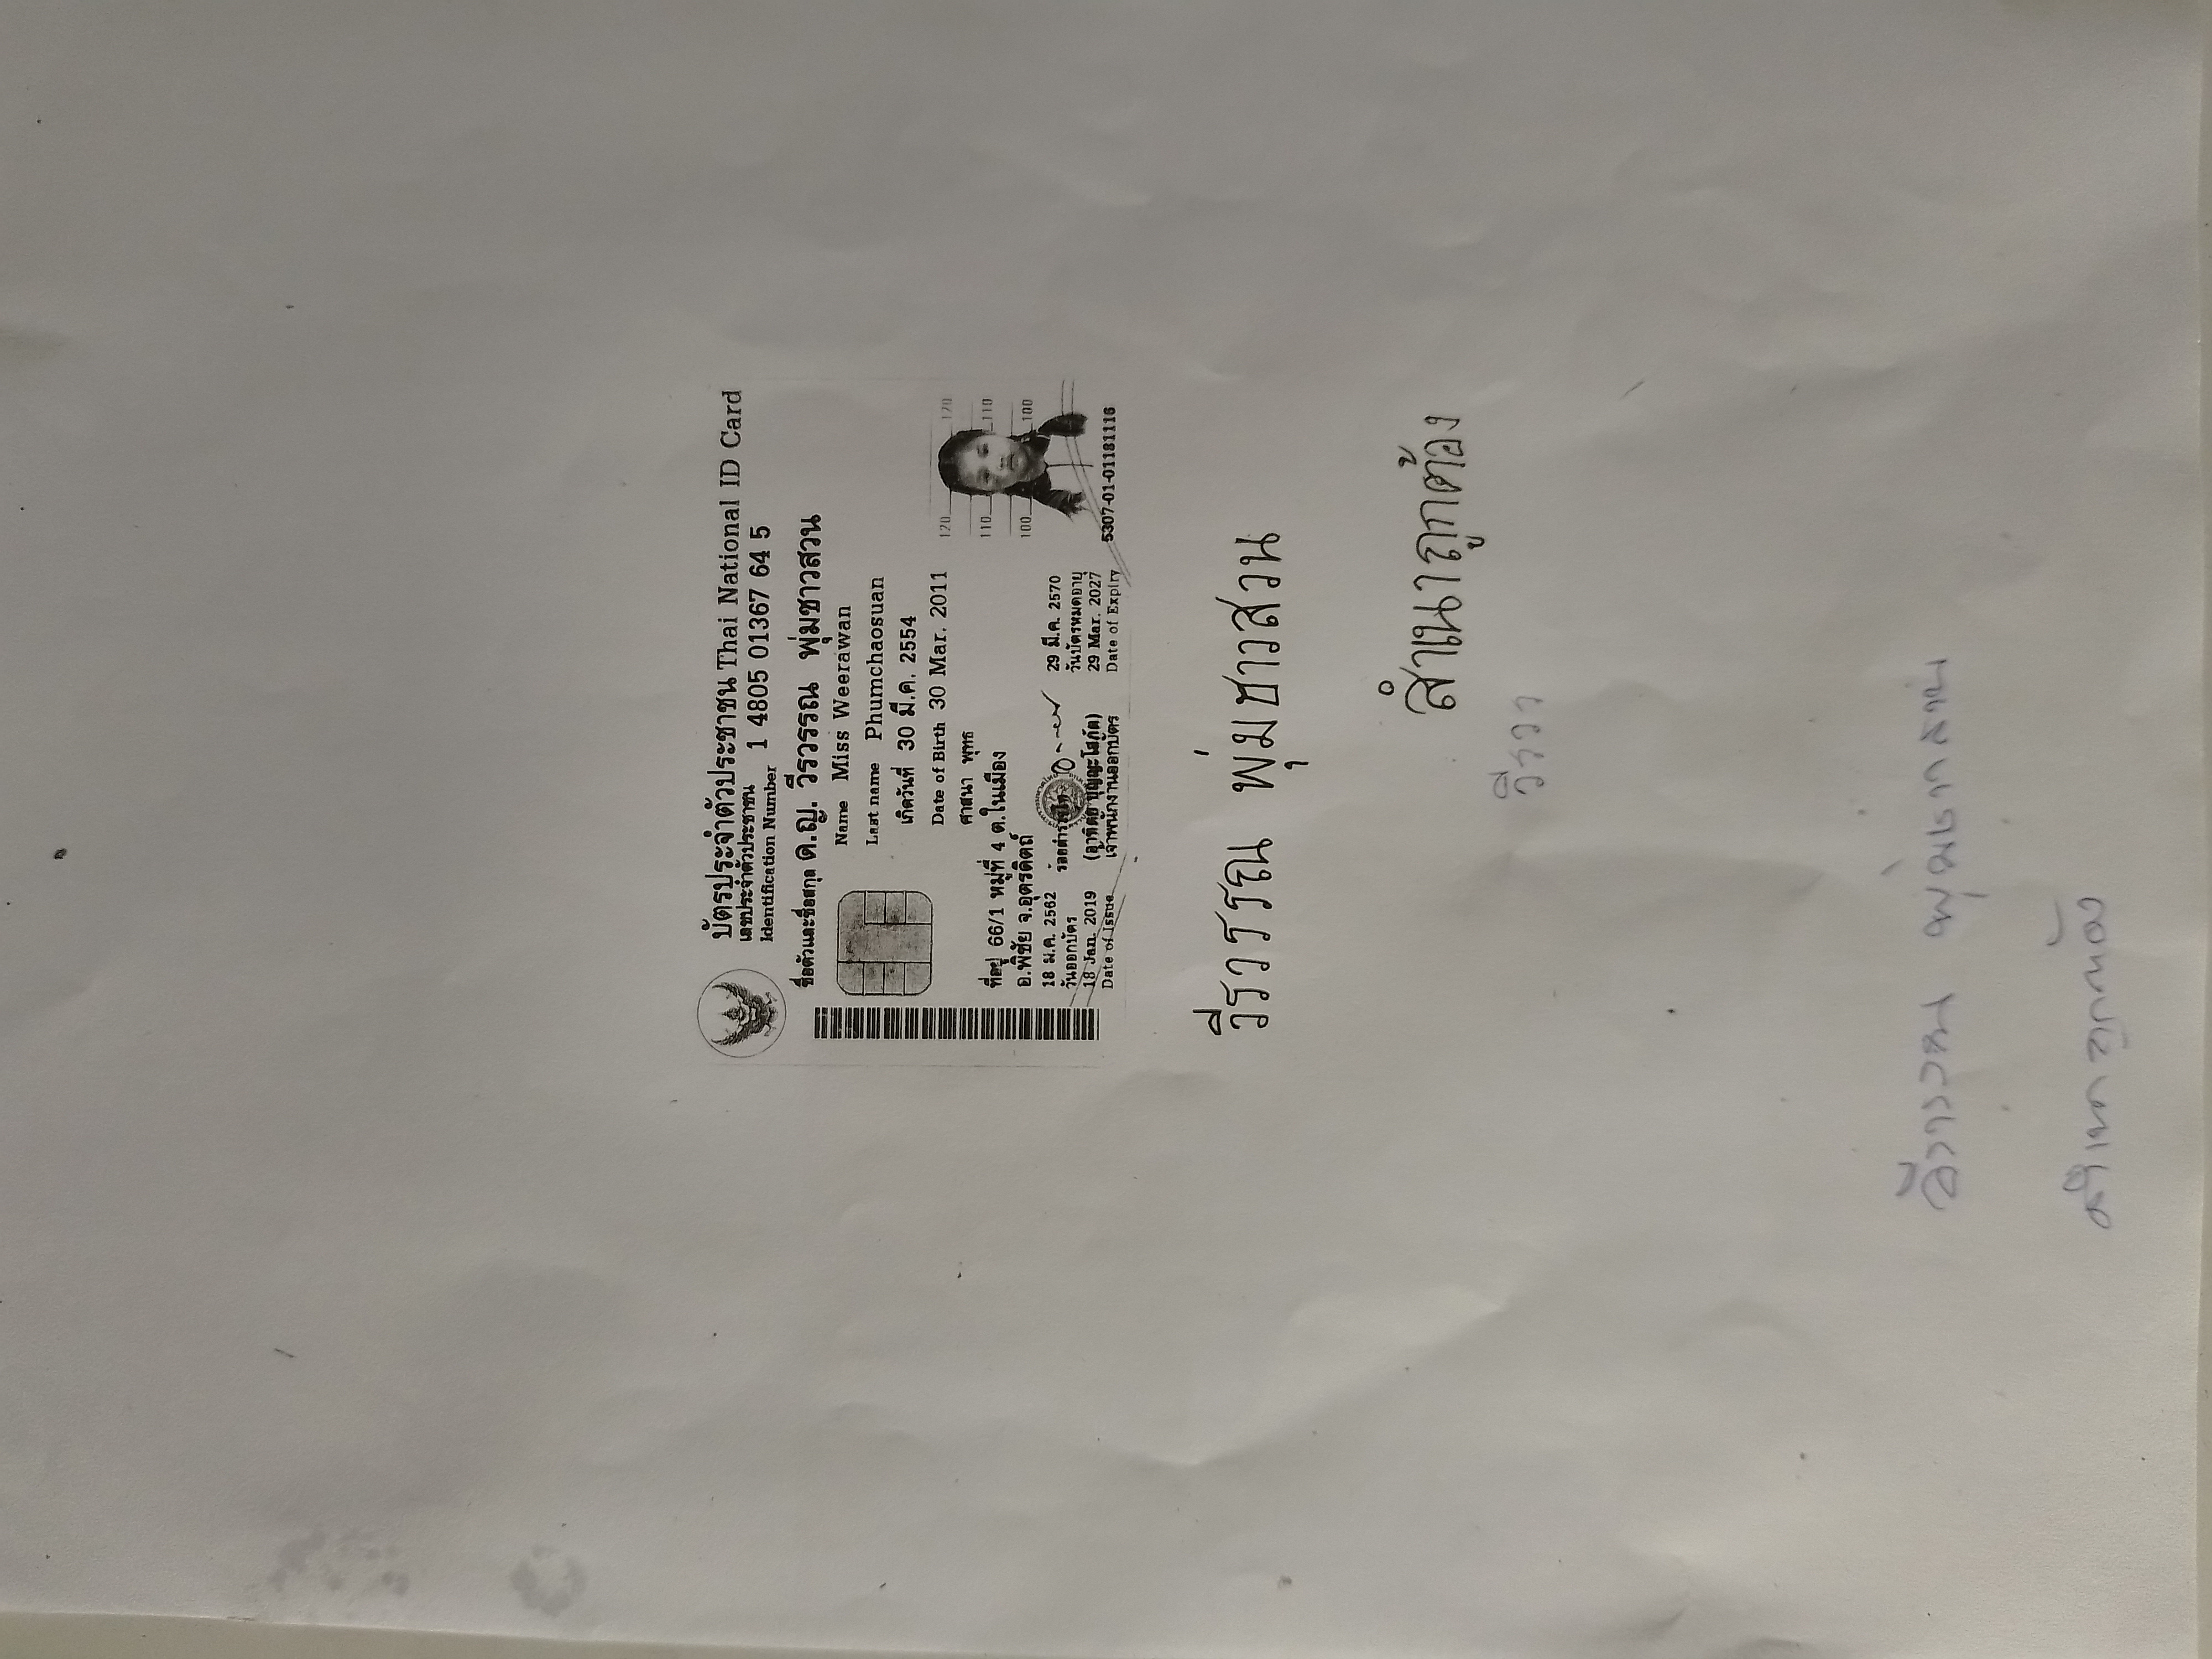 บัตรประจำตัวประชาชน Thai National ID Card
เลขประจำตัวประชาชน 1 4805 01367 64 5
Identification Number
ชื่อตัวและชื่อสกุล ด.ญ. วีรวรรณ พุ่มชาวสวน
Name Miss Weerawan
Last name Phumchaosuan
เกิดวันที่ 30 มี.ค. 2554
Date of Birth 30 Mar. 2011
ศาสนา พุทธ
ที่อยู่ 66/1 หมู่ที่ 4 ต.ในเมือง
อ.พิชัย จ.อุตรดิตถ์
120 120
110 110
100 100
18 ม.ค. 2562
วันออกบัตร
18 Jan. 2019
Date of Issue
เจ้าพนักงานออกบัตร
29 มี.ค. 2570
วันบัตรหมดอายุ
29 Mar. 2027
Date of Expiry
5307-01-01181116
วีรวรรณ พุ่มชาวสวน
สำเนาถูกต้อง
วีรวร